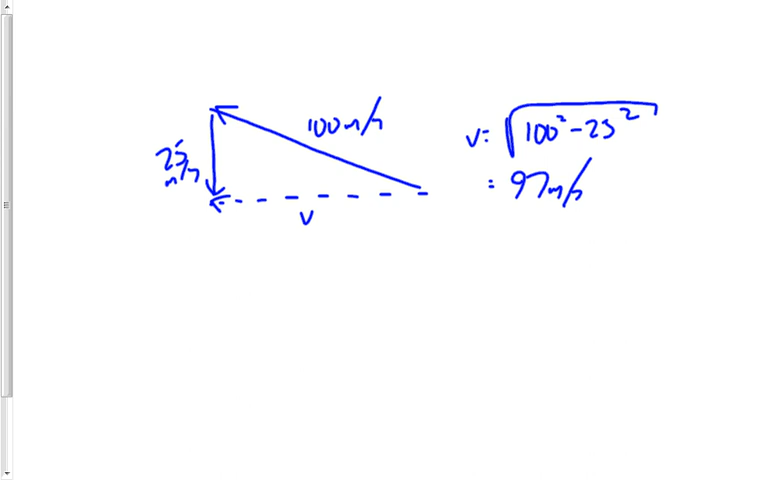 100m/h
25
m/h
v
v = √(100² - 25²)
= 97m/h